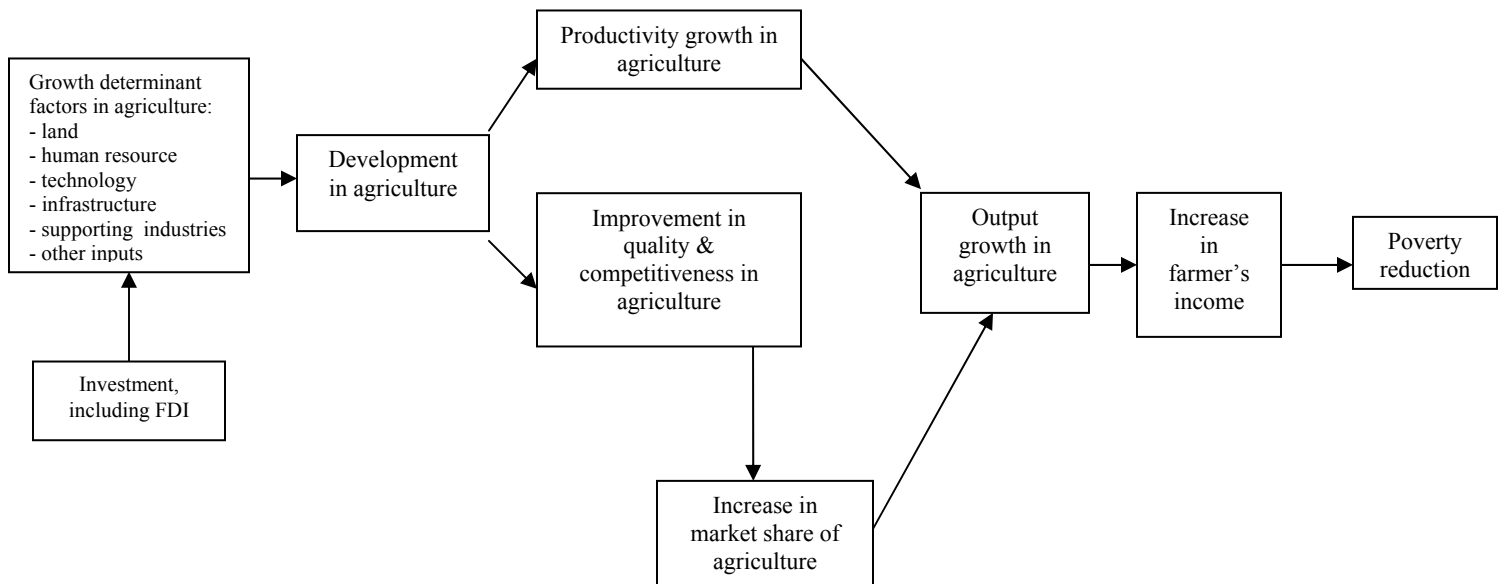 Growth determinant
factors in agriculture:
- land
- human resource
- technology
- infrastructure
- supporting industries
- other inputs
Investment,
including FDI
Development
in agriculture
Productivity growth in
agriculture
Improvement in
quality &
competitiveness in
agriculture
Increase in
market share of
agriculture
Output
growth in
agriculture
Increase
in
farmer’s
income
Poverty
reduction